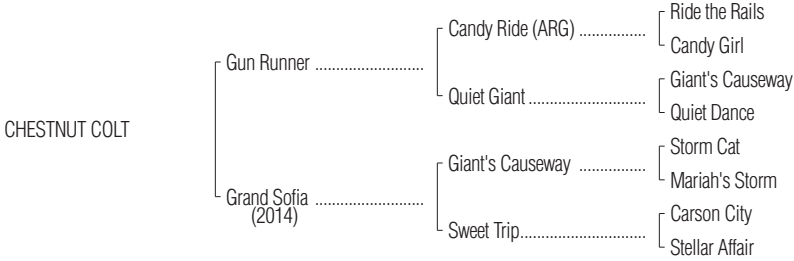 Ride the Rails
Candy Ride (ARG) ................
Candy Girl
Gun Runner ..........................
Giant's Causeway
Quiet Giant ............................
Quiet Dance
CHESTNUT COLT
Storm Cat
Giant's Causeway ................
Mariah's Storm
Grand Sofia ..........................
(2014)
Carson City
Sweet Trip..............................
Stellar Affair